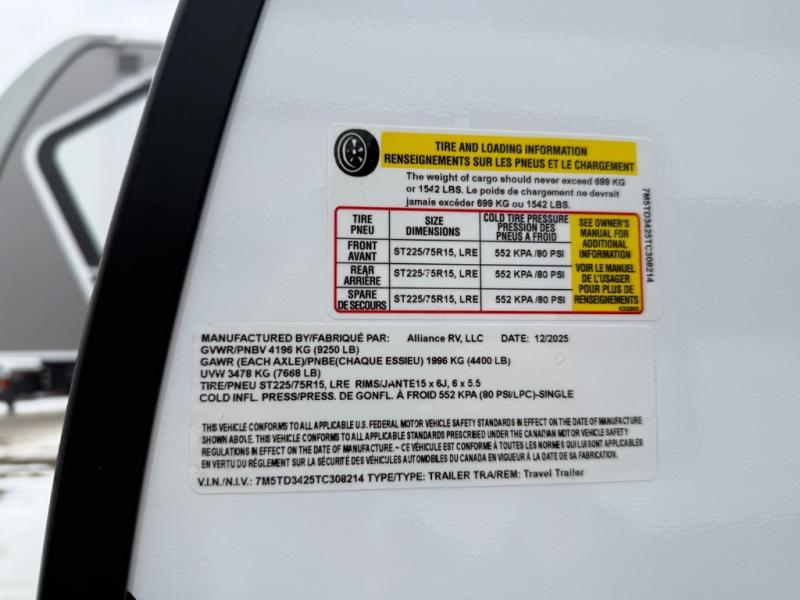 TIRE AND LOADING INFORMATION
RENSEIGNEMENTS SUR LES PNEUS ET LE CHARGEMENT
The weight of cargo should never exceed 699 KG
or 1542 LBS. Le poids de chargement ne devrait
jamais excéder 699 KG ou 1542 LBS.
TIRE PNEU
SIZE DIMENSIONS
COLD TIRE PRESSURE PRESSION DES PNEUS A FROID
FRONT AVANT
ST225/75R15, LRE
552 KPA /80 PSI
REAR ARRIÈRE
ST225/75R15, LRE
552 KPA /80 PSI
SPARE DE SECOURS
ST225/75R15, LRE
552 KPA /80 PSI
SEE OWNER'S
MANUAL FOR
ADDITIONAL
INFORMATION
VOIR LE MANUEL
DE L'USAGER
POUR PLUS DE
RENSEIGNEMENTS
7M5TD3425TC308214
MANUFACTURED BY/FABRIQUÉ PAR: Alliance RV, LLC DATE: 12/2025
GVWR/PNBV 4196 KG (9250 LB)
GAWR (EACH AXLE)/PNBE(CHAQUE ESSIEU) 1996 KG (4400 LB)
UVW 3478 KG (7668 LB)
TIRE/PNEU ST225/75R15, LRE RIMS/JANTE15 x 6J, 6 x 5.5
COLD INFL. PRESS/PRESS. DE GONFL. À FROID 552 KPA (80 PSI/LPC)-SINGLE
THIS VEHICLE CONFORMS TO ALL APPLICABLE U.S. FEDERAL MOTOR VEHICLE SAFETY STANDARDS IN EFFECT ON THE DATE OF MANUFACTURE
SHOWN ABOVE. THIS VEHICLE CONFORMS TO ALL APPLICABLE STANDARDS PRESCRIBED UNDER THE CANADIAN MOTOR VEHICLE SAFETY
REGULATIONS IN EFFECT ON THE DATE OF MANUFACTURE. ~ CE VÉHICULE EST CONFORME À TOUTES LES NORMES QUI LUI SONT APPLICABLES
EN VERTU DU RÉGLEMENT SUR LA SÉCURITÉ DES VÉHICULES AUTOMOBILES DU CANADA EN VIGUEUR À LA DATE DE SA FABRICATION.
V.I.N./N.I.V.: 7M5TD3425TC308214 TYPE/TYPE: TRAILER TRA/REM: Travel Trailer